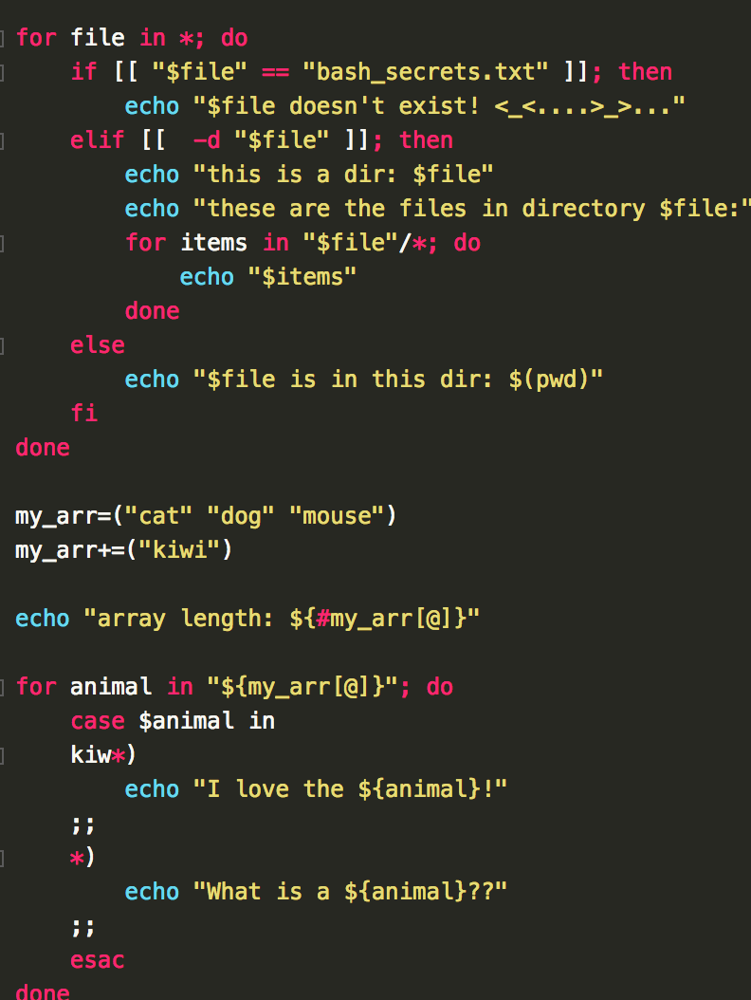 for file in *; do
    if [[ "$file" == "bash_secrets.txt" ]]; then
        echo "$file doesn't exist! <_<....>_>..."
    elif [[  -d "$file" ]]; then
        echo "this is a dir: $file"
        echo "these are the files in directory $file:"
        for items in "$file"/*; do
            echo "$items"
        done
    else
        echo "$file is in this dir: $(pwd)"
    fi
done

my_arr=("cat" "dog" "mouse")
my_arr+=("kiwi")

echo "array length: ${#my_arr[@]}"

for animal in "${my_arr[@]}"; do
    case $animal in
    kiw*)
        echo "I love the ${animal}!"
    ;;
    *)
        echo "What is a ${animal}??"
    ;;
    esac
done